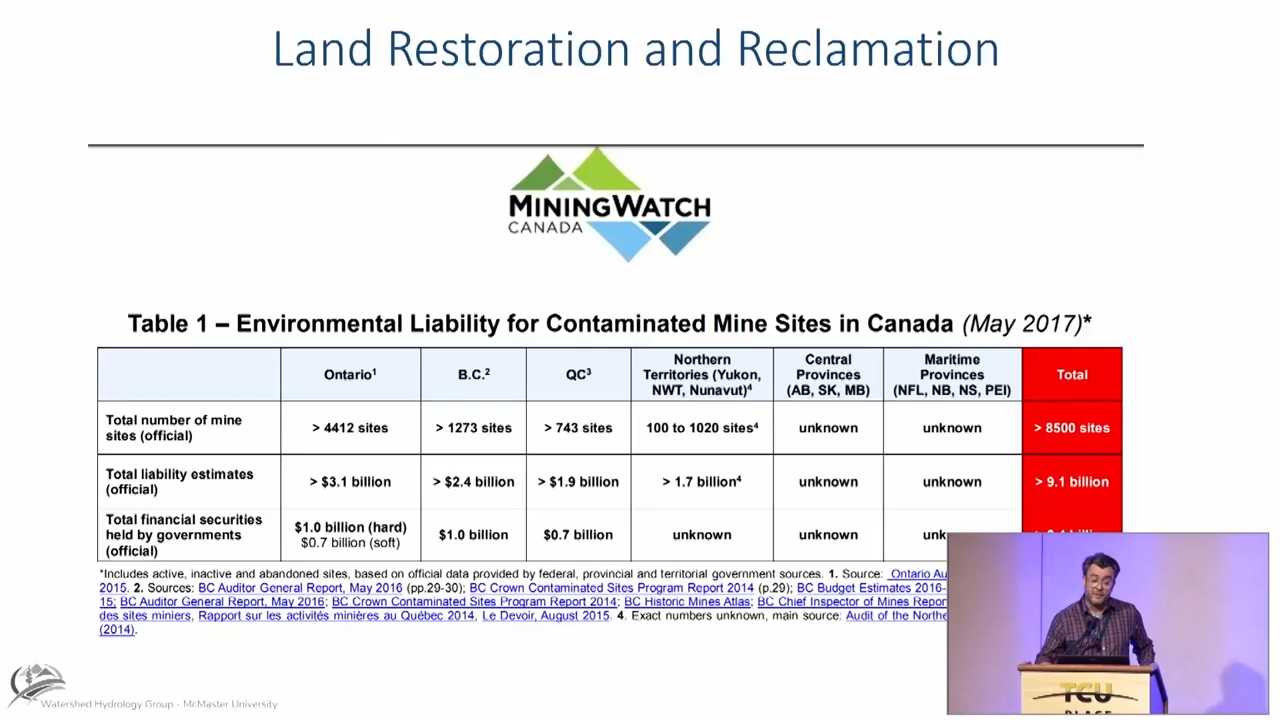 Land Restoration and Reclamation
MININGWATCH
CANADA
Table 1 – Environmental Liability for Contaminated Mine Sites in Canada (May 2017)*
Ontario¹
B.C.²
QC³
Northern
Territories (Yukon,
NWT, Nunavut)⁴
Central
Provinces
(AB, SK, MB)
Maritime
Provinces
(NFL, NB, NS, PEI)
Total
Total number of mine
sites (official)
> 4412 sites
> 1273 sites
> 743 sites
100 to 1020 sites⁴
unknown
unknown
> 8500 sites
Total liability estimates
(official)
> $3.1 billion
> $2.4 billion
> $1.9 billion
> 1.7 billion⁴
unknown
unknown
> 9.1 billion
Total financial securities
held by governments
(official)
$1.0 billion (hard)
$0.7 billion (soft)
$1.0 billion
$0.7 billion
unknown
unknown
*Includes active, inactive and abandoned sites, based on official data provided by federal, provincial and territorial government sources. 1. Source: Ontario
2015. 2. Sources: BC Auditor General Report, May 2016 (pp.29-30); BC Crown Contaminated Sites Program Report 2014 (p.29); BC Budget Estimates 2016-
15; BC Auditor General Report, May 2016; BC Crown Contaminated Sites Program Report 2014; BC Historic Mines Atlas; BC Chief Inspector of Mines
des sites miniers, Rapport sur les activités minières au Québec 2014, Le Devoir, August 2015. 4. Exact numbers unknown, main source: Audit of the
(2014).
Watershed Hydrology Group - McMaster University
TCU
PLACE